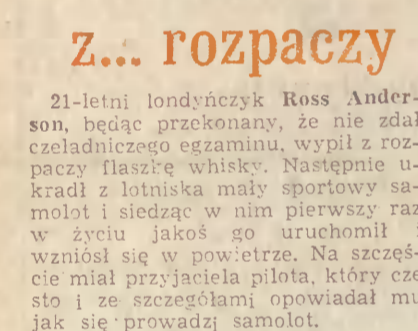 z... rozpaczy
21-letni londyńczyk Ross Ander-
son, będąc przekonany, że nie zdał
czeladniczego egzaminu, wypił z roz-
paczy flaszkę whisky. Następnie u-
kradł z lotniska mały sportowy sa-
molot i siedząc w nim pierwszy raz
w życiu jakoś go uruchomił i
wzniósł się w powietrze. Na szczęś-
cie miał przyjaciela pilota, który czę
sto i ze szczegółami opowiadał mu
jak się prowadzi samolot.